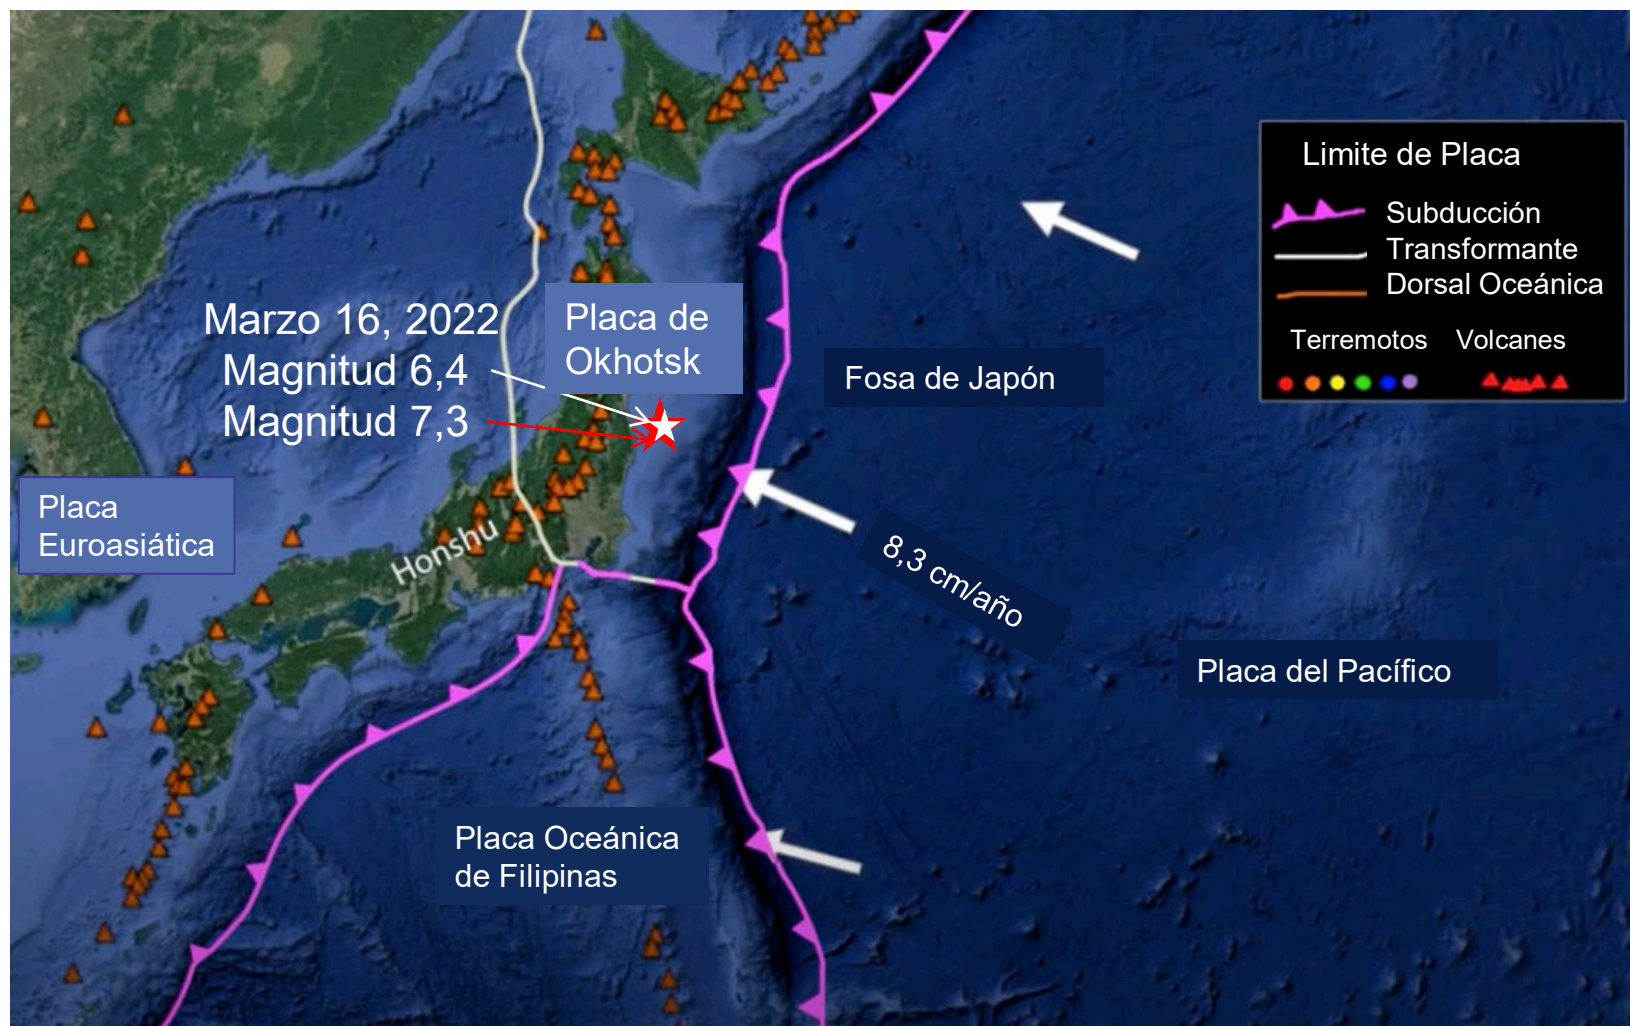 Limite de Placa
Subducción
Transformante
Dorsal Oceánica
Terremotos Volcanes
Marzo 16, 2022
Magnitud 6,4
Magnitud 7,3
Placa de
Okhotsk
Fosa de Japón
Placa
Euroasiática
Honshu
8,3 cm/año
Placa del Pacífico
Placa Oceánica
de Filipinas